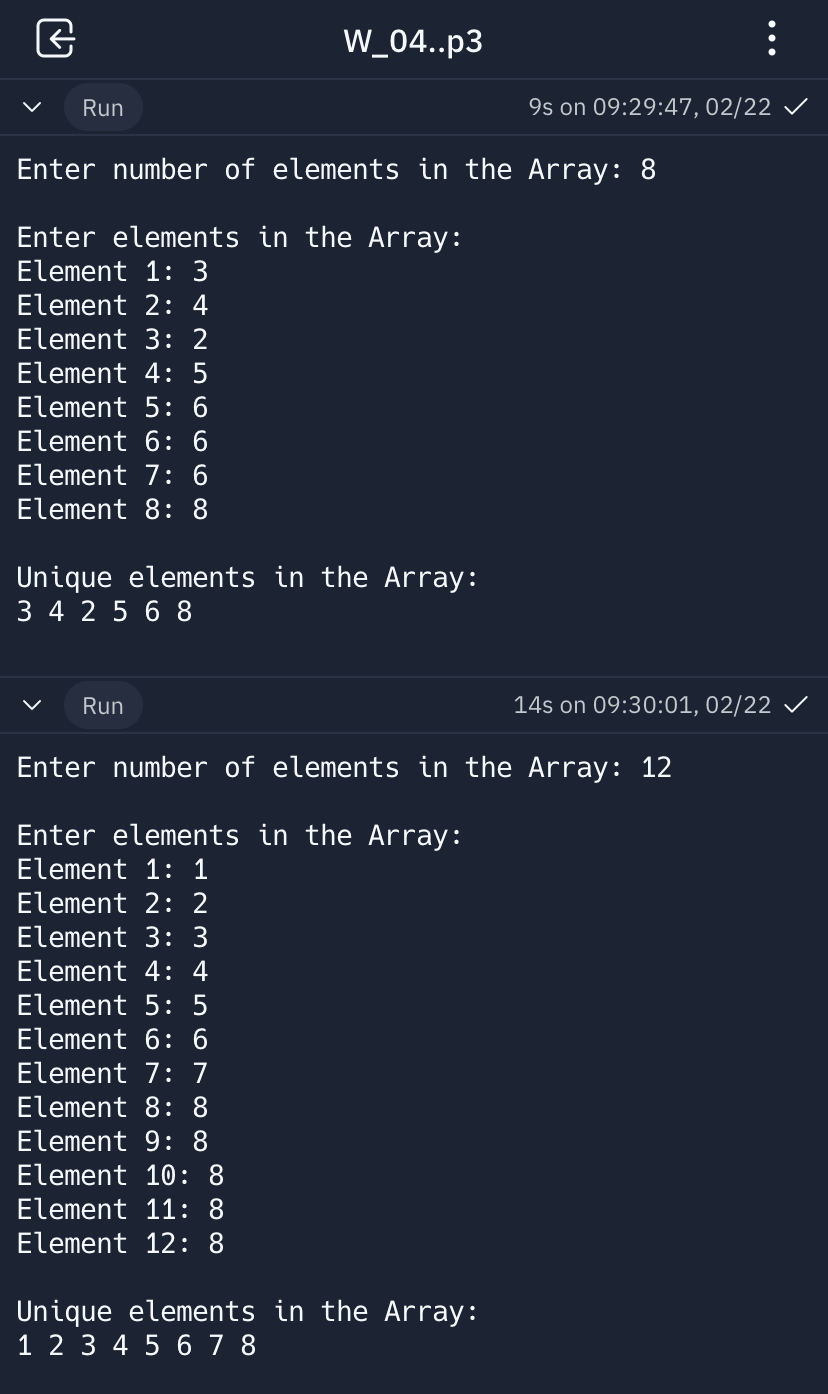 W_04..p3
Run 9s on 09:29:47, 02/22
Enter number of elements in the Array: 8
Enter elements in the Array:
Element 1: 3
Element 2: 4
Element 3: 2
Element 4: 5
Element 5: 6
Element 6: 6
Element 7: 6
Element 8: 8
Unique elements in the Array:
3 4 2 5 6 8
Run 14s on 09:30:01, 02/22
Enter number of elements in the Array: 12
Enter elements in the Array:
Element 1: 1
Element 2: 2
Element 3: 3
Element 4: 4
Element 5: 5
Element 6: 6
Element 7: 7
Element 8: 8
Element 9: 8
Element 10: 8
Element 11: 8
Element 12: 8
Unique elements in the Array:
1 2 3 4 5 6 7 8